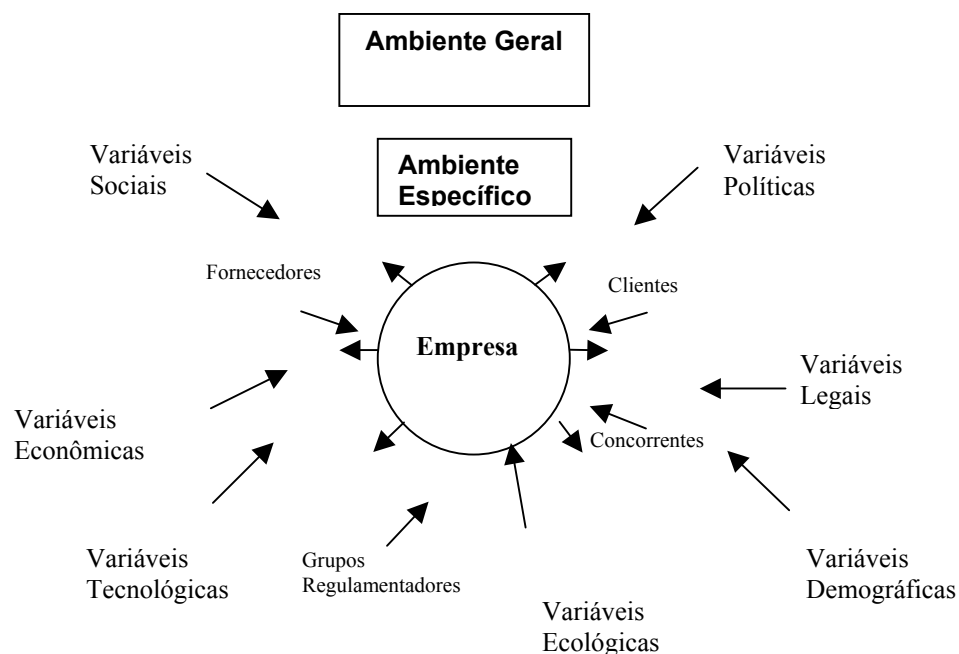 Ambiente Geral
Ambiente
Específico
Variáveis
Sociais
Variáveis
Políticas
Fornecedores
Clientes
Empresa
Variáveis
Legais
Variáveis
Econômicas
Concorrentes
Variáveis
Tecnológicas
Grupos
Regulamentadores
Variáveis
Demográficas
Variáveis
Ecológicas